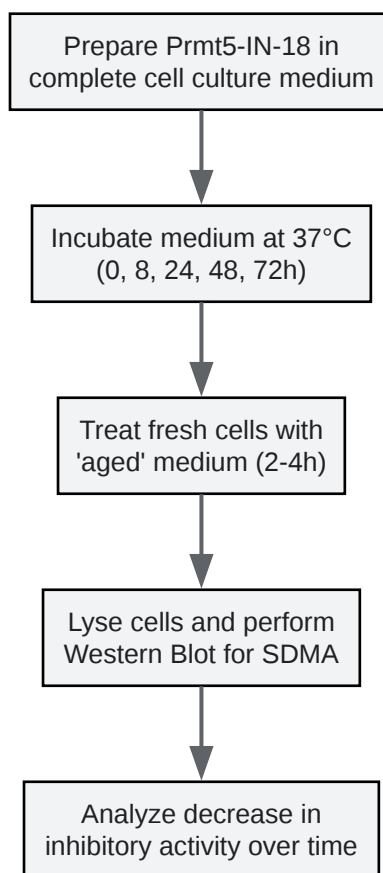 Prepare Prmt5-IN-18 in
complete cell culture medium
Incubate medium at 37°C
(0, 8, 24, 48, 72h)
Treat fresh cells with
'aged' medium (2-4h)
Lyse cells and perform
Western Blot for SDMA
Analyze decrease in
inhibitory activity over time